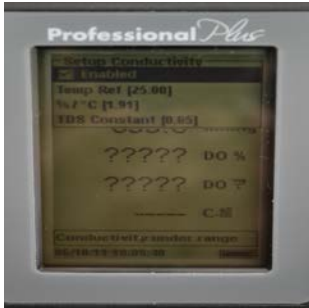 Professional Plus
Setup Conductivity
Enabled
Temp Ref [25.00]
%/°C [1.91]
TDS Constant [0.65]
????? DO %
????? DO ?
----- C.
Conductivity under range